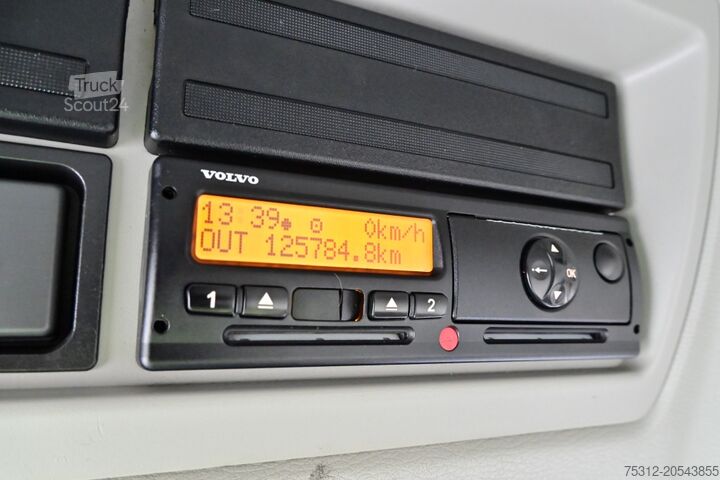 Truck
Scout24
VOLVO
13:39 0km/h
OUT 125784.8km
1
2
OK
75312-20543855